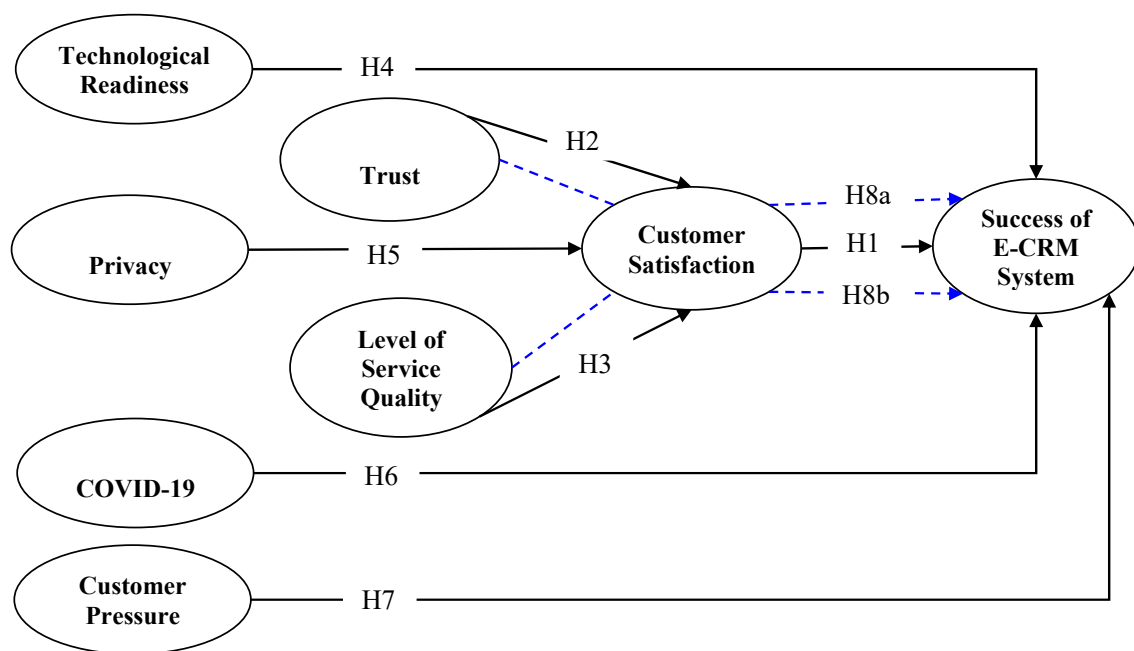 Technological
Readiness
H4
Trust
H2
Privacy
H5
Customer
Satisfaction
H8a
H1
H8b
Success of
E-CRM
System
Level of
Service
Quality
H3
COVID-19
H6
Customer
Pressure
H7